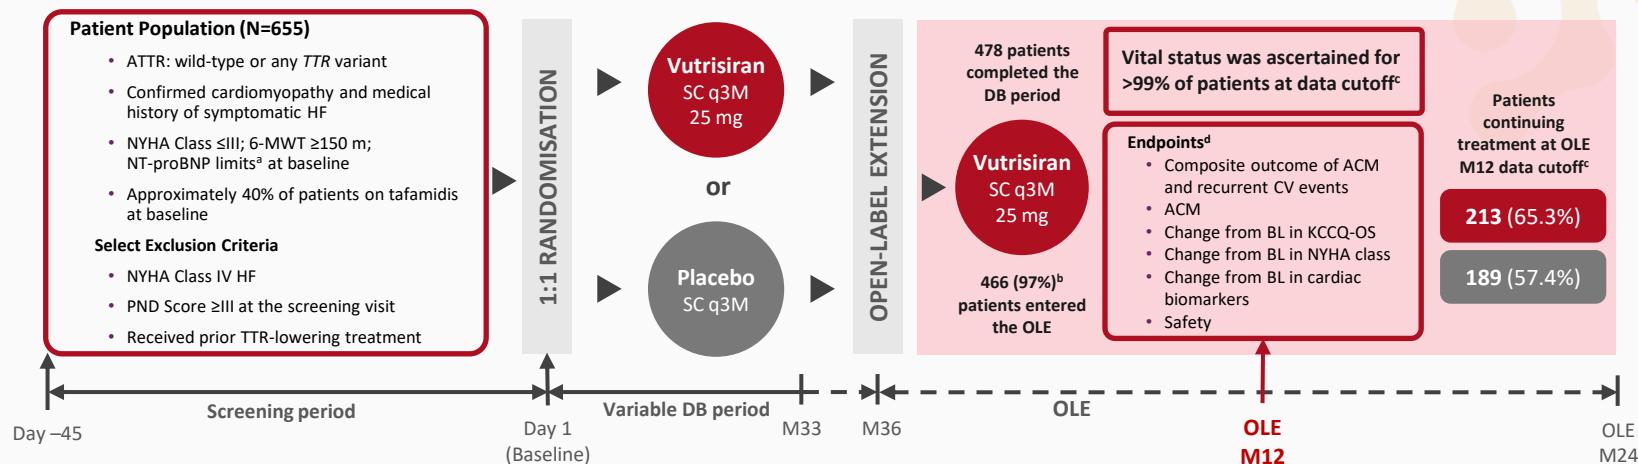 Patient Population (N=655)
• ATTR: wild-type or any TTR variant
• Confirmed cardiomyopathy and medical
history of symptomatic HF
• NYHA Class ≤III; 6-MWT ≥150 m;
NT-proBNP limitsᵃ at baseline
• Approximately 40% of patients on tafamidis
at baseline
Select Exclusion Criteria
• NYHA Class IV HF
• PND Score ≥III at the screening visit
• Received prior TTR-lowering treatment
1:1 RANDOMISATION
Vutrisiran
SC q3M
25 mg
or
Placebo
SC q3M
OPEN-LABEL EXTENSION
478 patients
completed the
DB period
Vutrisiran
SC q3M
25 mg
466 (97%)ᵇ
patients entered
the OLE
Vital status was ascertained for
>99% of patients at data cutoffᶜ
Endpointsᵈ
• Composite outcome of ACM
and recurrent CV events
• ACM
• Change from BL in KCCQ-OS
• Change from BL in NYHA class
• Change from BL in cardiac
biomarkers
• Safety
Patients
continuing
treatment at OLE
M12 data cutoffᶜ
213 (65.3%)
189 (57.4%)
Screening period
Variable DB period
OLE
Day –45
Day 1
(Baseline)
M33
M36
OLE
M12
OLE
M24